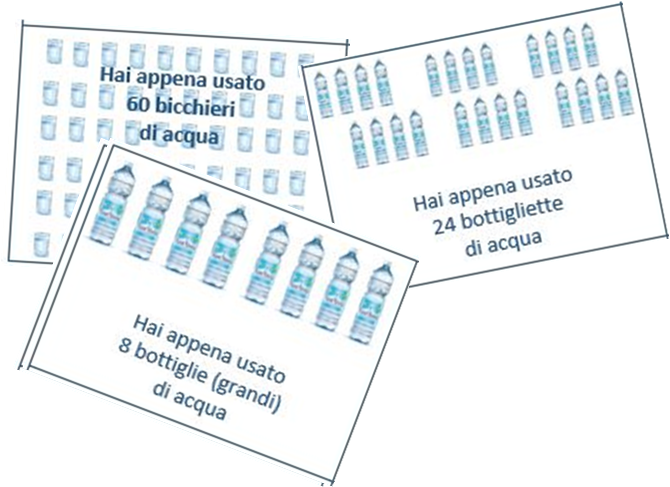 Hai appena usato
60 bicchieri
di acqua
Hai appena usato
24 bottigliette
di acqua
Hai appena usato
8 bottiglie (grandi)
di acqua